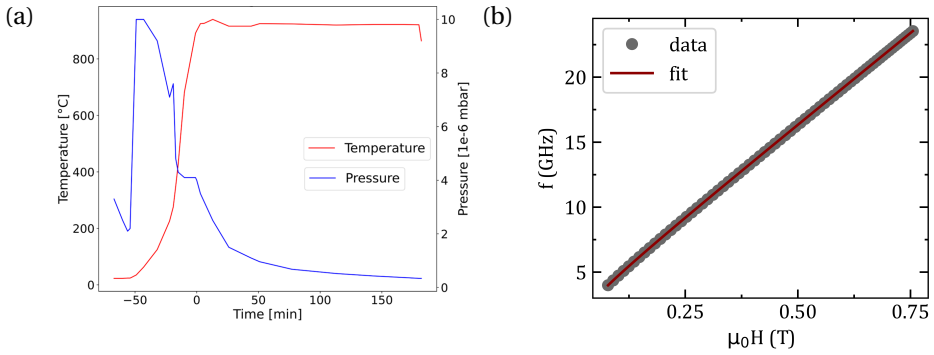 (a)
800
600
400
200
0
Temperature [°C]
−50
0
50
100
150
Time [min]
10
8
6
4
2
0
Pressure [1e-6 mbar]
Temperature
Pressure
(b)
data
fit
20
15
10
5
f (GHz)
0.25
0.50
0.75
μ₀H (T)